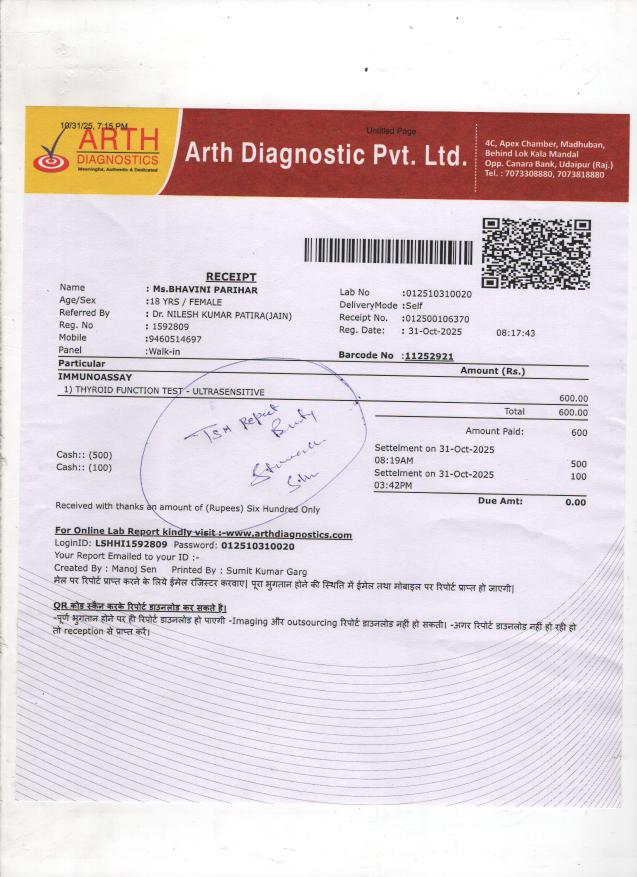 10/31/25, 7:15 PM
Untitled Page
ARTH
DIAGNOSTICS
Meaningful, Authentic & Dedicated
Arth Diagnostic Pvt. Ltd.
4C, Apex Chamber, Madhuban,
Behind Lok Kala Mandal
Opp. Canara Bank, Udaipur (Raj.)
Tel. : 7073308880, 7073818880
RECEIPT
Name : Ms.BHAVINI PARIHAR
Age/Sex :18 YRS / FEMALE
Referred By : Dr. NILESH KUMAR PATIRA(JAIN)
Reg. No : 1592809
Mobile :9460514697
Panel :Walk-in
Lab No :012510310020
DeliveryMode :Self
Receipt No. :012500106370
Reg. Date: : 31-Oct-2025 08:17:43
Barcode No :11252921
Particular Amount (Rs.)
IMMUNOASSAY
1) THYROID FUNCTION TEST - ULTRASENSITIVE 600.00
Total 600.00
TSH Repeat
Amount Paid: 600
Cash:: (500)
Cash:: (100)
Settelment on 31-Oct-2025
08:19AM 500
Settelment on 31-Oct-2025
03:42PM 100
Due Amt: 0.00
Received with thanks an amount of (Rupees) Six Hundred Only
For Online Lab Report kindly visit :-www.arthdiagnostics.com
LoginID: LSHHI1592809 Password: 012510310020
Your Report Emailed to your ID :-
Created By : Manoj Sen Printed By : Sumit Kumar Garg
मेल पर रिपोर्ट प्राप्त करने के लिये ईमेल रजिस्टर करवाए| पूरा भुगतान होने की स्थिति में ईमेल तथा मोबाइल पर रिपोर्ट प्राप्त हो जाएगी|
QR कोड स्कैन करके रिपोर्ट डाउनलोड कर सकते है|
-पूर्ण भुगतान होने पर ही रिपोर्ट डाउनलोड हो पाएगी -Imaging और outsourcing रिपोर्ट डाउनलोड नहीं हो सकती। -अगर रिपोर्ट डाउनलोड नहीं हो रही हो
तो reception से प्राप्त करें।